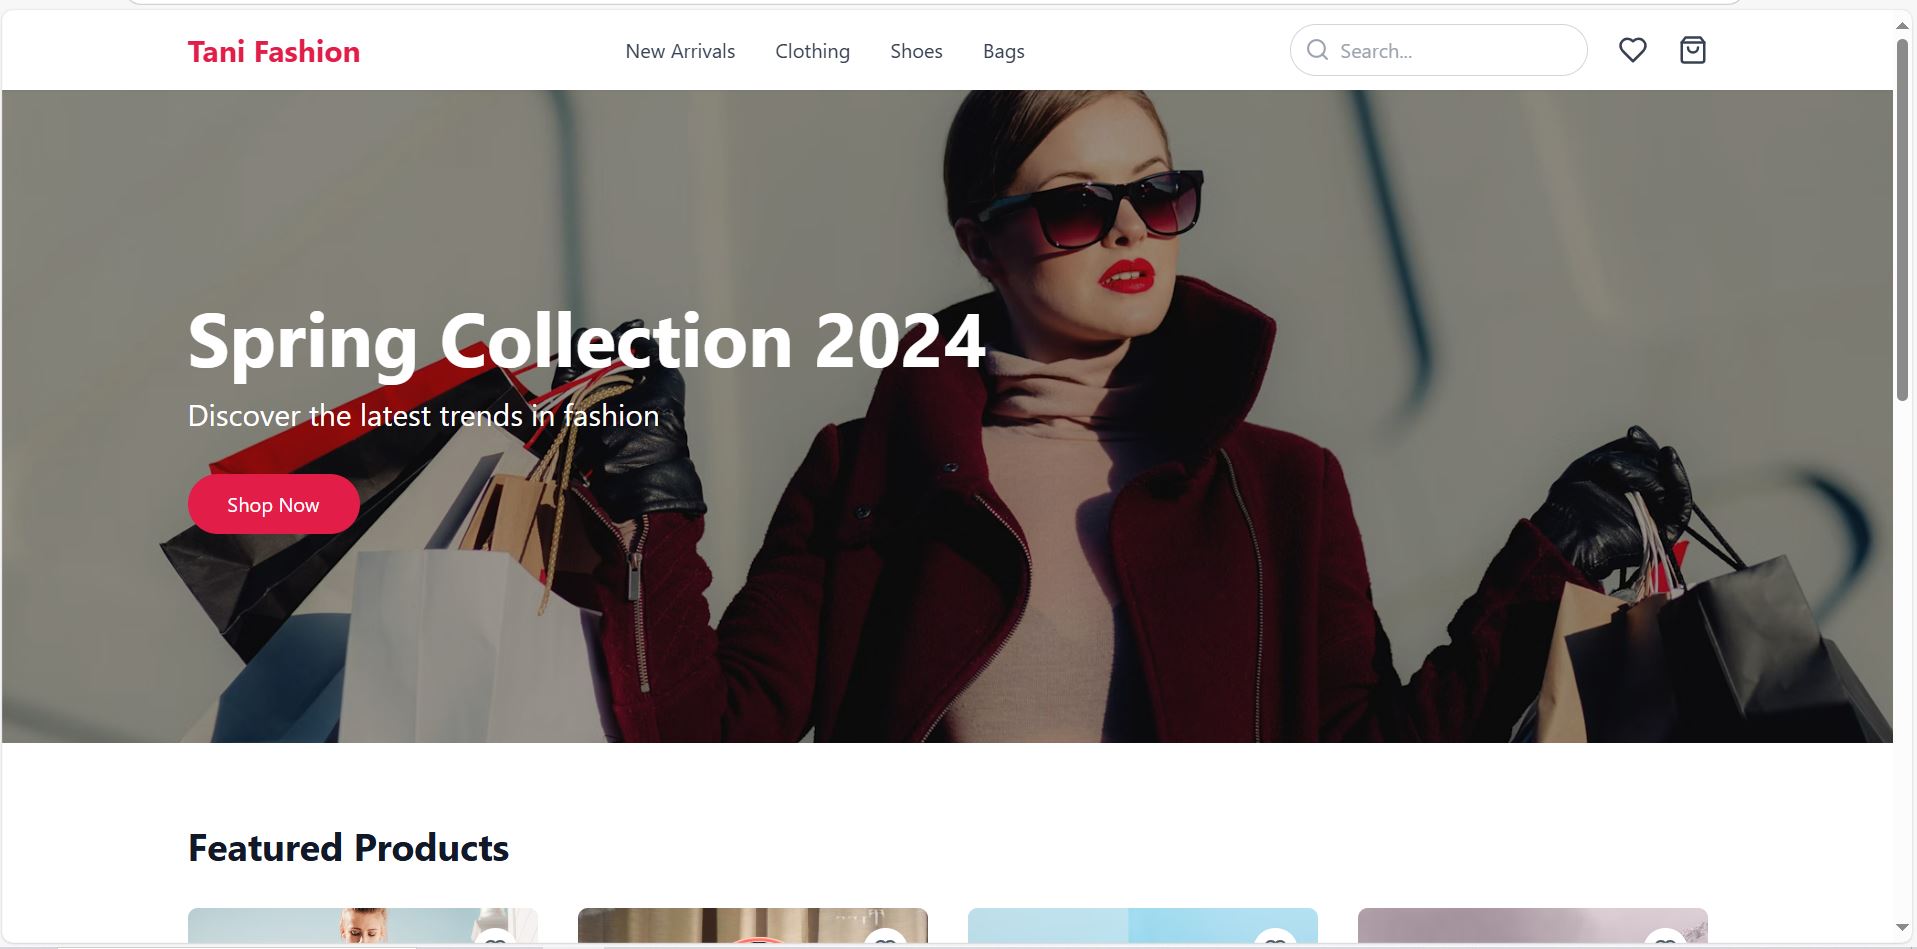 Tani Fashion
New Arrivals
Clothing
Shoes
Bags
Search...
Spring Collection 2024
Discover the latest trends in fashion
Shop Now
Featured Products